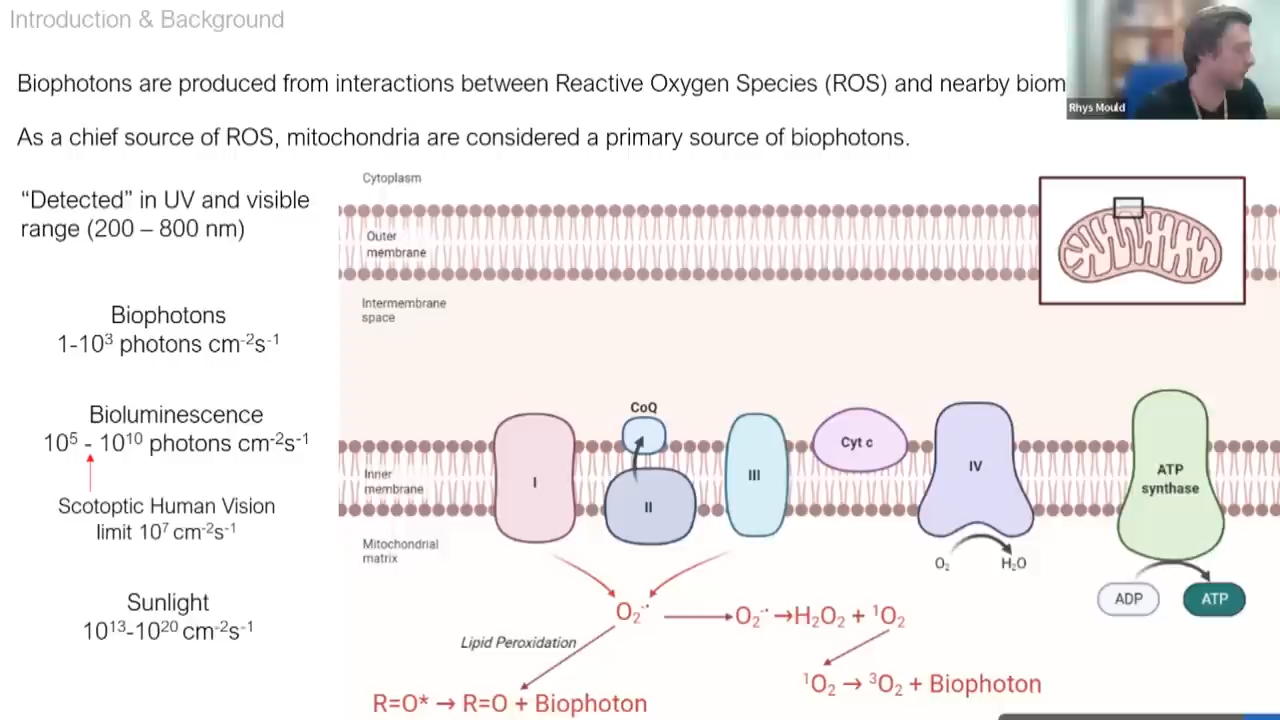 Introduction & Background
Biophotons are produced from interactions between Reactive Oxygen Species (ROS) and nearby
Rhys Mould
As a chief source of ROS, mitochondria are considered a primary source of biophotons.
“Detected” in UV and visible
range (200 – 800 nm)
Biophotons
1-10³ photons cm⁻²s⁻¹
Bioluminescence
10⁵ - 10¹⁰ photons cm⁻²s⁻¹
Scotoptic Human Vision
limit 10⁷ cm⁻²s⁻¹
Sunlight
10¹³-10²⁰ cm⁻²s⁻¹
Cytoplasm
Outer
membrane
Intermembrane
space
CoQ
Cyt c
I
II
III
IV
ATP
synthase
Inner
membrane
Mitochondrial
matrix
O₂
H₂O
ADP
ATP
O₂⁻˙
O₂⁻˙ → H₂O₂ + ¹O₂
Lipid Peroxidation
¹O₂ → ³O₂ + Biophoton
R=O* → R=O + Biophoton